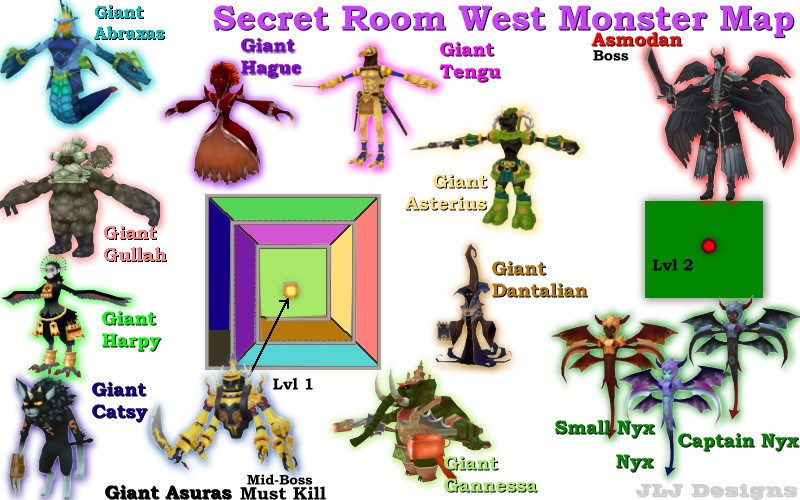 Secret Room West Monster Map
Giant
Abraxas
Giant
Hague
Giant
Tengu
Asmodan
Boss
Giant
Asterius
Giant
Gullah
Lvl 2
Giant
Dantalian
Giant
Harpy
Lvl 1
Giant
Catsy
Small Nyx
Captain Nyx
Nyx
Giant
Gannessa
Mid-Boss
Giant Asuras Must Kill
JLJ Designs